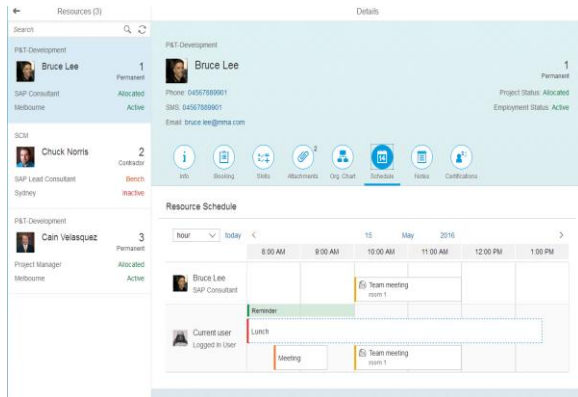 Resources (3)
Search
P&T-Development
Bruce Lee
1
Permanent
SAP Consultant
Allocated
Melbourne
Active
SCM
Chuck Norris
2
Contractor
SAP Lead Consultant
Bench
Sydney
Inactive
P&T-Development
Cain Velasquez
3
Permanent
Project Manager
Allocated
Melbourne
Active
Details
P&T-Development
Bruce Lee
1
Permanent
Phone: 04567889901
Project Status: Allocated
SMS: 04567889901
Employment Status: Active
Email: bruce.lee@mma.com
2
14
Info
Booking
Skills
Attachments
Org. Chart
Schedule
Notes
Certifications
Resource Schedule
hour
today
15 May 2016
8:00 AM 9:00 AM 10:00 AM 11:00 AM 12:00 PM 1:00 PM
Bruce Lee
SAP Consultant
Team meeting
room 1
Reminder
Current user
Logged In User
Lunch
Meeting
Team meeting
room 1